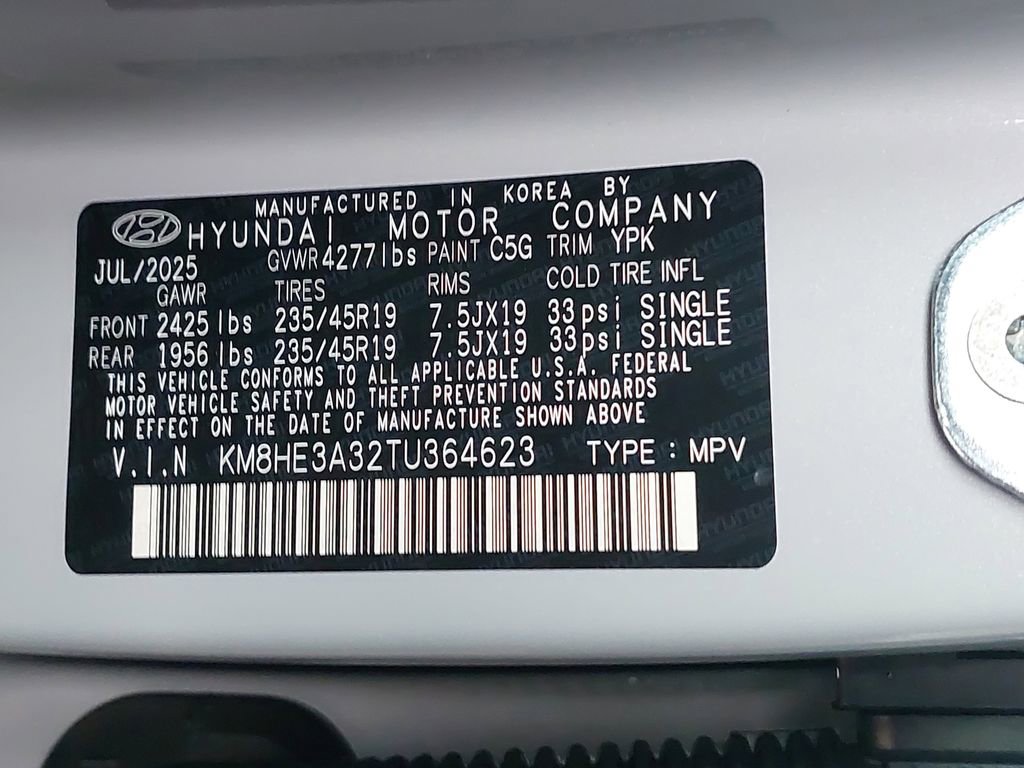 MANUFACTURED IN KOREA BY
HYUNDAI MOTOR COMPANY
JUL/2025 GVWR 4277lbs PAINT C5G TRIM YPK
GAWR TIRES RIMS COLD TIRE INFL
FRONT 2425 lbs 235/45R19 7.5JX19 33psi SINGLE
REAR 1956 lbs 235/45R19 7.5JX19 33psi SINGLE
THIS VEHICLE CONFORMS TO ALL APPLICABLE U.S.A. FEDERAL
MOTOR VEHICLE SAFETY AND THEFT PREVENTION STANDARDS
IN EFFECT ON THE DATE OF MANUFACTURE SHOWN ABOVE
V.I.N KM8HE3A32TU364623 TYPE : MPV